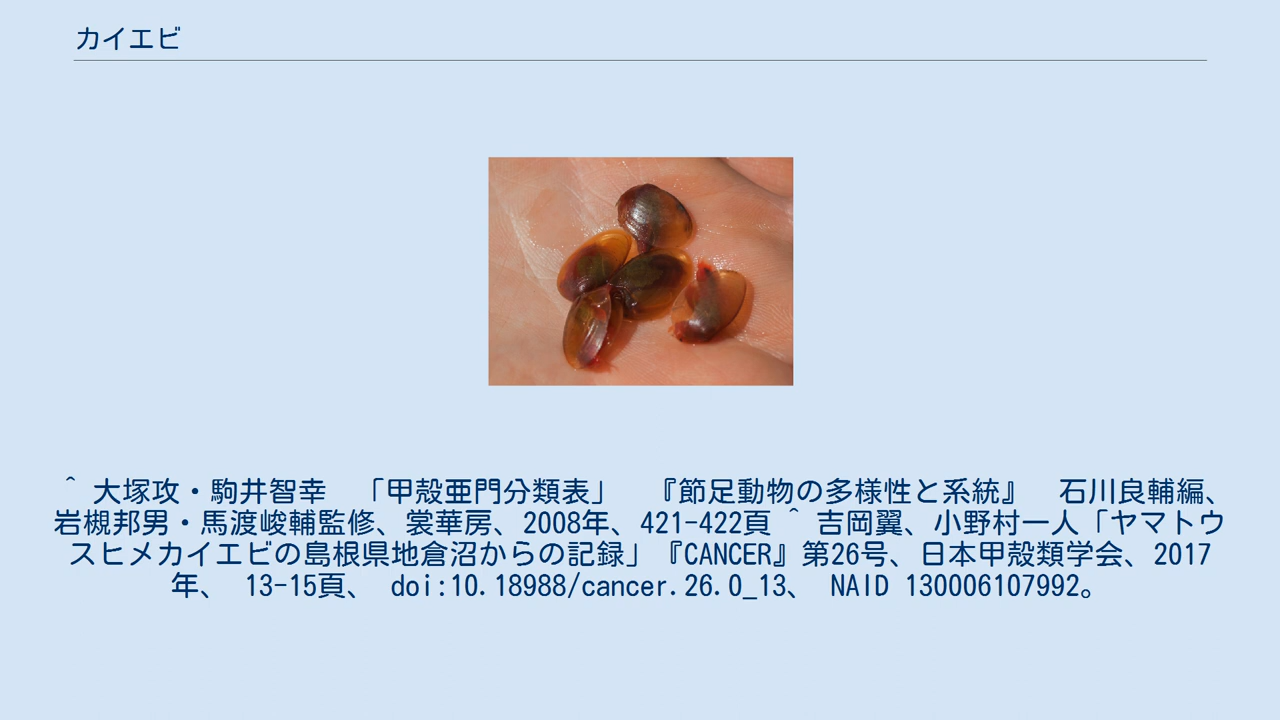 カイエビ
^ 大塚攻・駒井智幸　「甲殻亜門分類表」　『節足動物の多様性と系統』　石川良輔編、
岩槻邦男・馬渡峻輔監修、裳華房、2008年、421-422頁 ^ 吉岡翼、小野村一人「ヤマトウ
スヒメカイエビの島根県地倉沼からの記録」『CANCER』第26号、日本甲殻類学会、2017
年、 13-15頁、 doi:10.18988/cancer.26.0_13、 NAID 130006107992。